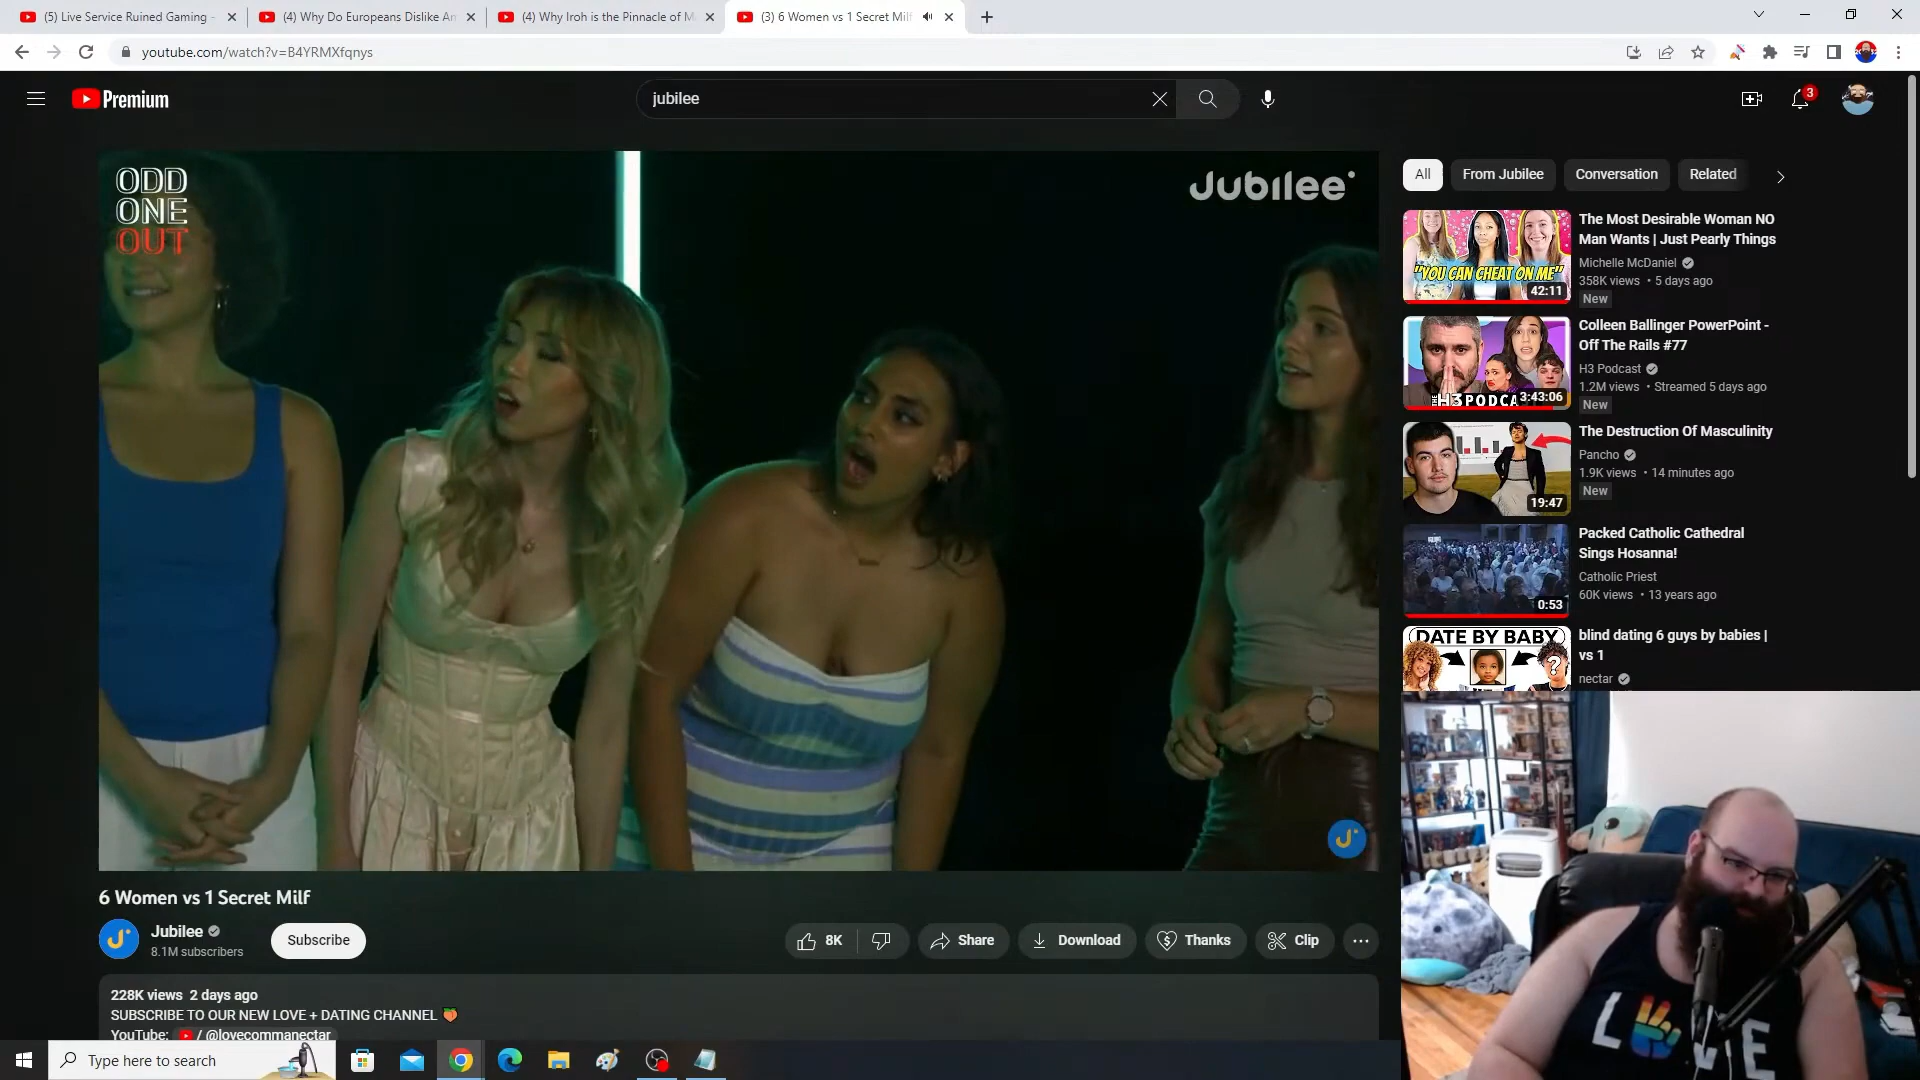 (5) Live Service Ruined Gaming -
(4) Why Do Europeans Dislike An
(4) Why Iroh is the Pinnacle of M
(3) 6 Women vs 1 Secret Milf
youtube.com/watch?v=B4YRMXfqnys
Premium
jubilee
3
ODD
ONE
OUT
Jubilee
All
From Jubilee
Conversation
Related
"YOU CAN CHEAT ON ME"
42:11
The Most Desirable Woman NO
Man Wants | Just Pearly Things
Michelle McDaniel
358K views • 5 days ago
New
H3 PODCA
3:43:06
Colleen Ballinger PowerPoint -
Off The Rails #77
H3 Podcast
1.2M views • Streamed 5 days ago
New
19:47
The Destruction Of Masculinity
Pancho
1.9K views • 14 minutes ago
New
0:53
Packed Catholic Cathedral
Sings Hosanna!
Catholic Priest
60K views • 13 years ago
DATE BY BABY
?
blind dating 6 guys by babies |
vs 1
nectar
6 Women vs 1 Secret Milf
Jubilee
8.1M subscribers
Subscribe
8K
Share
Download
Thanks
Clip
228K views 2 days ago
SUBSCRIBE TO OUR NEW LOVE + DATING CHANNEL 🍑
YouTube: / @lovecommanectar
Type here to search
L VE